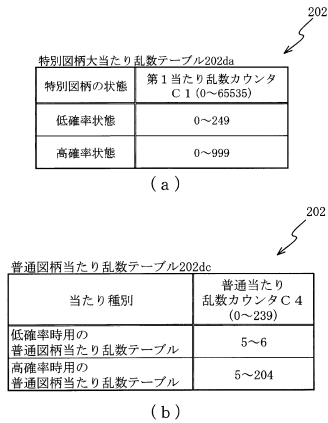 202
特別図柄大当たり乱数テーブル202da
特別図柄の状態
第１当たり乱数カウンタ
Ｃ１(0～65535)
低確率状態
0～249
高確率状態
0～999
(ａ)
202
普通図柄当たり乱数テーブル202dc
当たり種別
普通当たり
乱数カウンタＣ４
(0～239)
低確率時用の
普通図柄当たり乱数テーブル
5～6
高確率時用の
普通図柄当たり乱数テーブル
5～204
(ｂ)